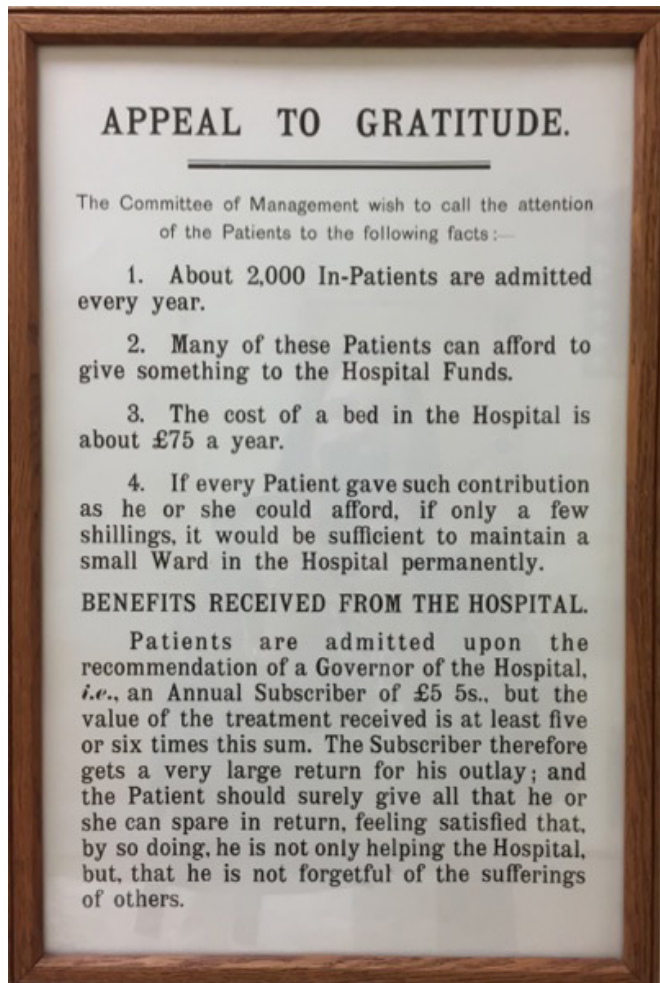 APPEAL TO GRATITUDE.
The Committee of Management wish to call the attention
of the Patients to the following facts:—
1. About 2,000 In-Patients are admitted
every year.
2. Many of these Patients can afford to
give something to the Hospital Funds.
3. The cost of a bed in the Hospital is
about £75 a year.
4. If every Patient gave such contribution
as he or she could afford, if only a few
shillings, it would be sufficient to maintain a
small Ward in the Hospital permanently.
BENEFITS RECEIVED FROM THE HOSPITAL.
Patients are admitted upon the
recommendation of a Governor of the Hospital,
i.e., an Annual Subscriber of £5 5s., but the
value of the treatment received is at least five
or six times this sum. The Subscriber therefore
gets a very large return for his outlay; and
the Patient should surely give all that he or
she can spare in return, feeling satisfied that,
by so doing, he is not only helping the Hospital,
but, that he is not forgetful of the sufferings
of others.